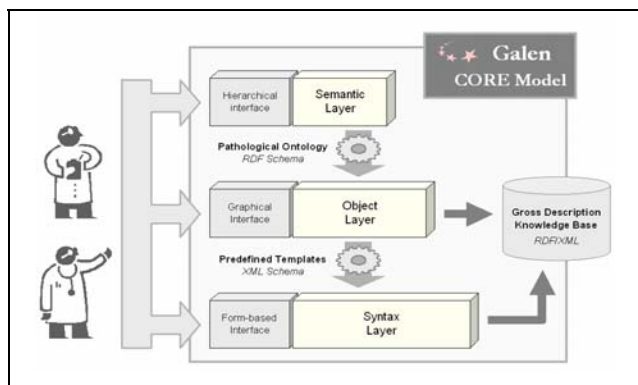 Galen
CORE Model
Hierarchical
interface
Semantic
Layer
Pathological Ontology
RDF Schema
Graphical
Interface
Object
Layer
Gross Description
Knowledge Base
RDF/XML
Predefined Templates
XML Schema
Form-based
Interface
Syntax
Layer